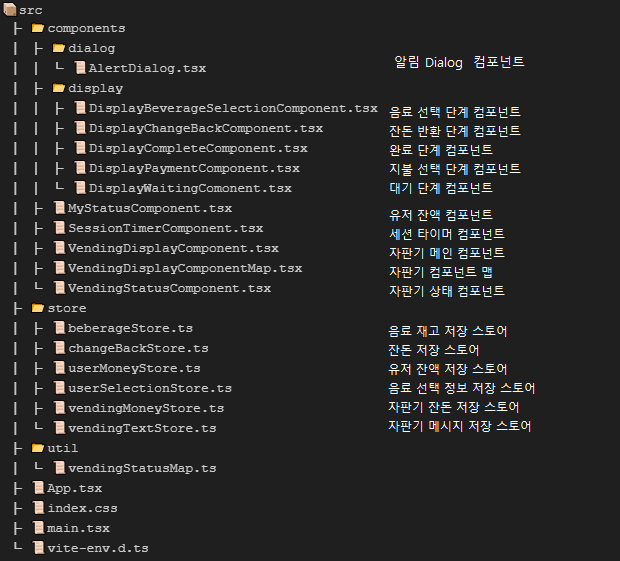 src
components
dialog
AlertDialog.tsx 알림 Dialog 컴포넌트
display
DisplayBeverageSelectionComponent.tsx 음료 선택 단계 컴포넌트
DisplayChangeBackComponent.tsx 잔돈 반환 단계 컴포넌트
DisplayCompleteComponent.tsx 완료 단계 컴포넌트
DisplayPaymentComponent.tsx 지불 선택 단계 컴포넌트
DisplayWaitingComonent.tsx 대기 단계 컴포넌트
MyStatusComponent.tsx 유저 잔액 컴포넌트
SessionTimerComponent.tsx 세션 타이머 컴포넌트
VendingDisplayComponent.tsx 자판기 메인 컴포넌트
VendingDisplayComponentMap.tsx 자판기 컴포넌트 맵
VendingStatusComponent.tsx 자판기 상태 컴포넌트
store
beberageStore.ts 음료 재고 저장 스토어
changeBackStore.ts 잔돈 저장 스토어
userMoneyStore.ts 유저 잔액 저장 스토어
userSelectionStore.ts 음료 선택 정보 저장 스토어
vendingMoneyStore.ts 자판기 잔돈 저장 스토어
vendingTextStore.ts 자판기 메시지 저장 스토어
util
vendingStatusMap.ts
App.tsx
index.css
main.tsx
vite-env.d.ts